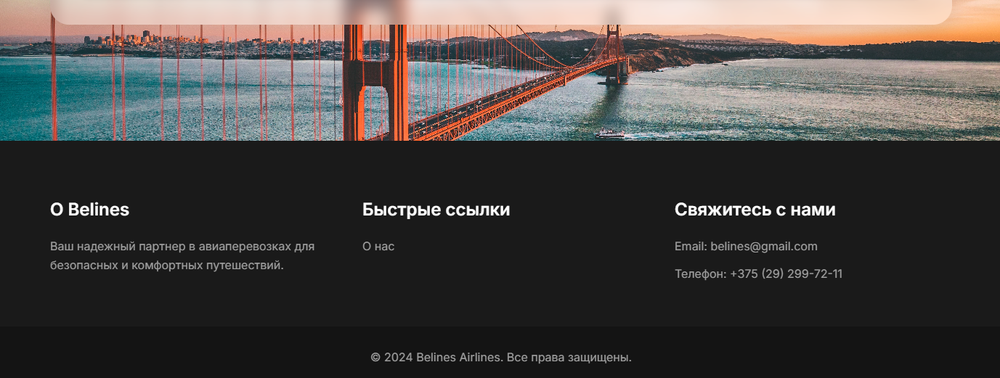 О Belines
Ваш надежный партнер в авиаперевозках для
безопасных и комфортных путешествий.
Быстрые ссылки
О нас
Свяжитесь с нами
Email: belines@gmail.com
Телефон: +375 (29) 299-72-11
© 2024 Belines Airlines. Все права защищены.